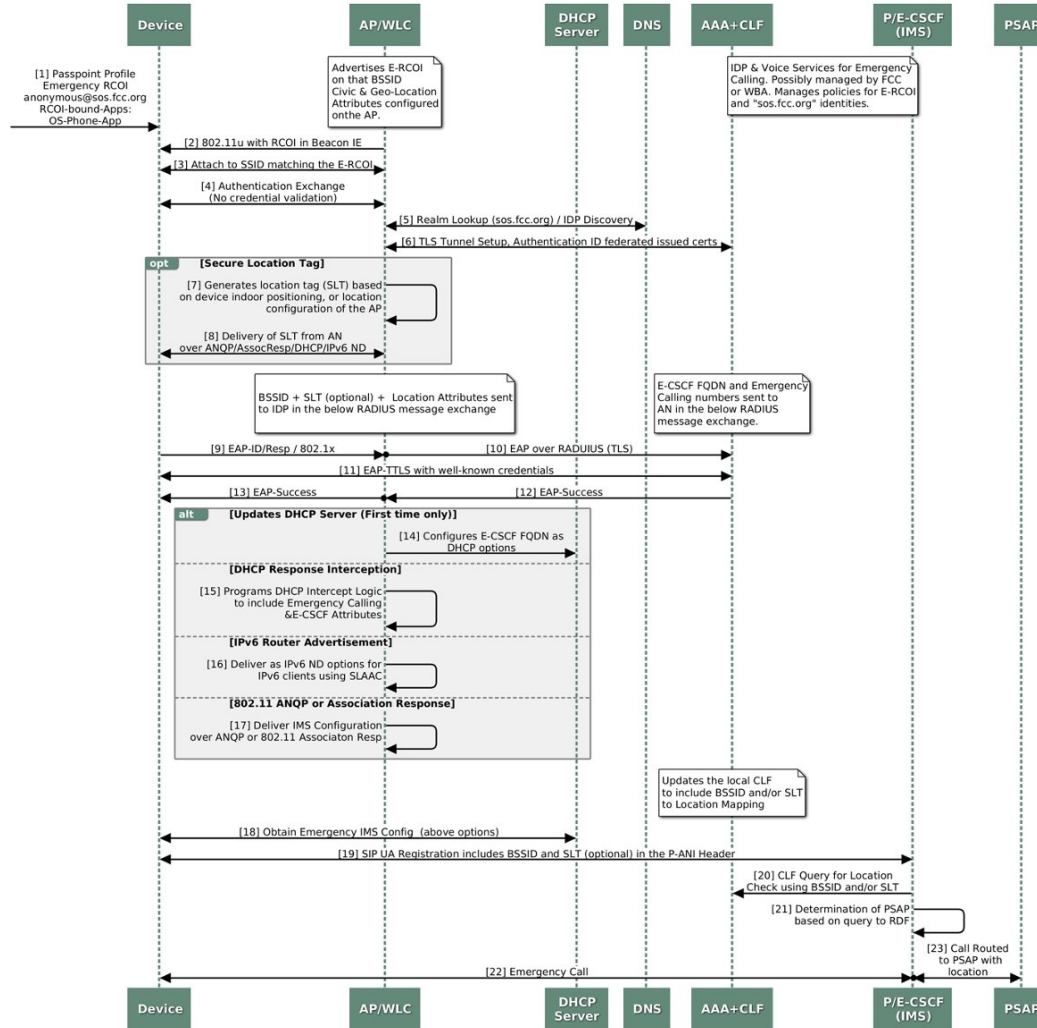 Device
AP/WLC
DHCP
Server
DNS
AAA+CLF
P/E-CSCF
(IMS)
PSAP
[1] Passpoint Profile
Emergency RCOI
anonymous@sos.fcc.org
RCOI-bound-Apps:
OS-Phone-App
Advertises E-RCOI
on that BSSID
Civic & Geo-Location
Attributes configured
onthe AP.
IDP & Voice Services for Emergency
Calling. Possibly managed by FCC
or WBA. Manages policies for E-RCOI
and "sos.fcc.org" identities.
[2] 802.11u with RCOI in Beacon IE
[3] Attach to SSID matching the E-RCOI
[4] Authentication Exchange
(No credential validation)
[5] Realm Lookup (sos.fcc.org) / IDP Discovery
[6] TLS Tunnel Setup, Authentication ID federated issued certs
opt
[Secure Location Tag]
[7] Generates location tag (SLT) based
on device indoor positioning, or location
configuration of the AP
[8] Delivery of SLT from AN
over ANQP/AssocResp/DHCP/IPv6 ND
BSSID + SLT (optional) + Location Attributes sent
to IDP in the below RADIUS message exchange
E-CSCF FQDN and Emergency
Calling numbers sent to
AN in the below RADIUS
message exchange.
[9] EAP-ID/Resp / 802.1x
[10] EAP over RADUIUS (TLS)
[11] EAP-TTLS with well-known credentials
[13] EAP-Success
[12] EAP-Success
alt
[Updates DHCP Server (First time only)]
[14] Configures E-CSCF FQDN as
DHCP options
[DHCP Response Interception]
[15] Programs DHCP Intercept Logic
to include Emergency Calling
&E-CSCF Attributes
[IPv6 Router Advertisement]
[16] Deliver as IPv6 ND options for
IPv6 clients using SLAAC
[802.11 ANQP or Association Response]
[17] Deliver IMS Configuration
over ANQP or 802.11 Associaton Resp
Updates the local CLF
to include BSSID and/or SLT
to Location Mapping
[18] Obtain Emergency IMS Config (above options)
[19] SIP UA Registration includes BSSID and SLT (optional) in the P-ANI Header
[20] CLF Query for Location
Check using BSSID and/or SLT
[21] Determination of PSAP
based on query to RDF
[23] Call Routed
to PSAP with
location
[22] Emergency Call
Device
AP/WLC
DHCP
Server
DNS
AAA+CLF
P/E-CSCF
(IMS)
PSAP